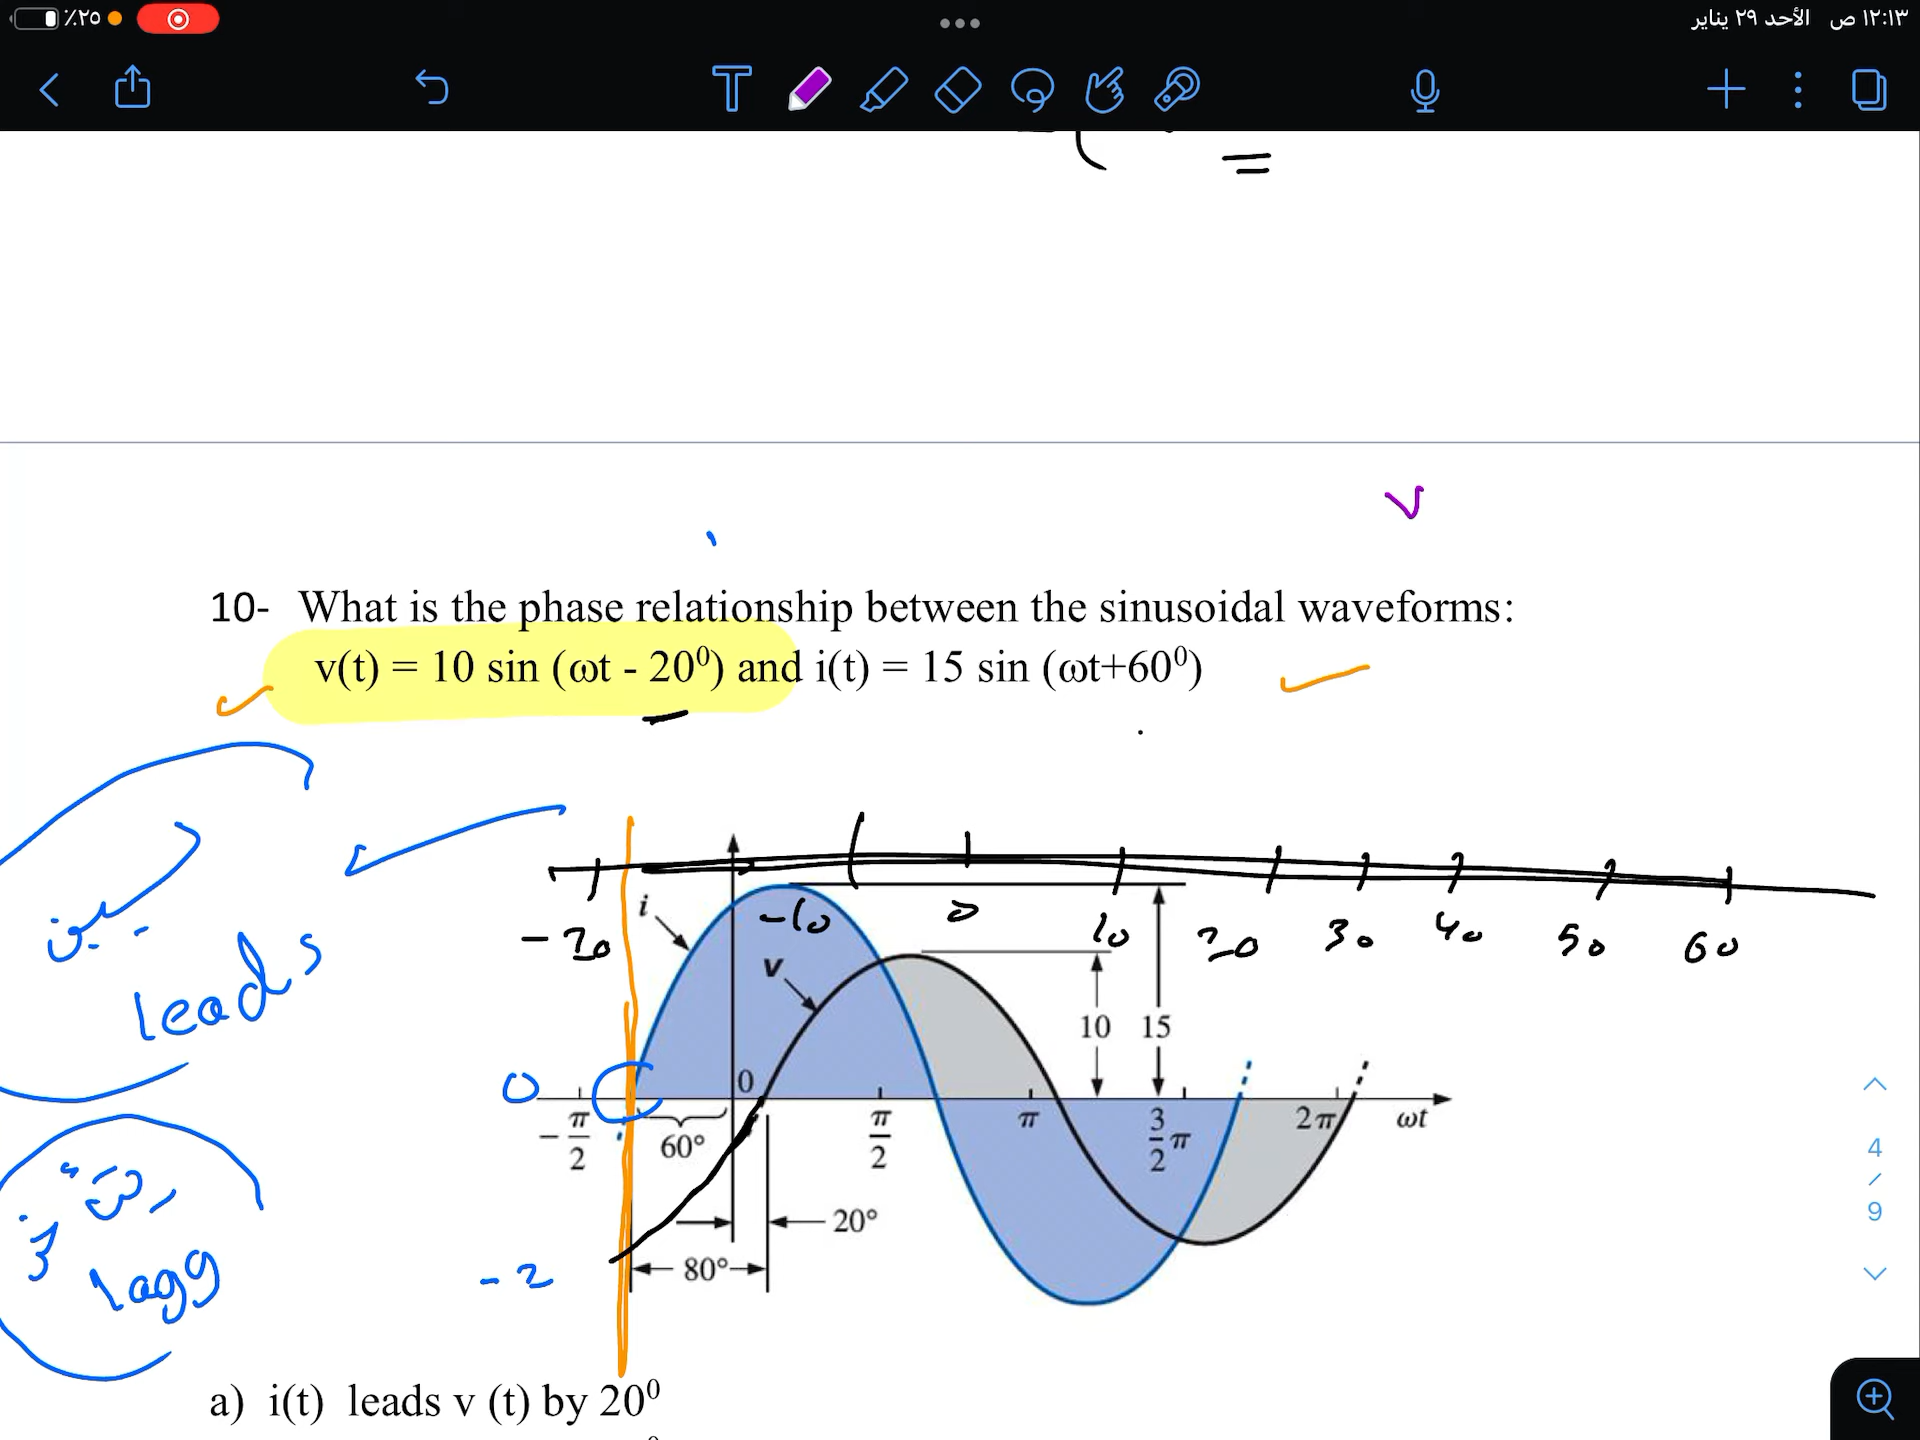 ٪٢٥
١٢:١٣ ص الأحد ٢٩ يناير
=
v
10- What is the phase relationship between the sinusoidal waveforms:
v(t) = 10 sin (ωt - 20⁰) and i(t) = 15 sin (ωt+60⁰)
-20 -10 0 10 20 30 40 50 60
leads
i
v
10 15
0
0
-π/2 60° π/2 π 3/2 π 2π ωt
20°
80°
-2
lagg
4
/
9
a) i(t) leads v (t) by 20⁰